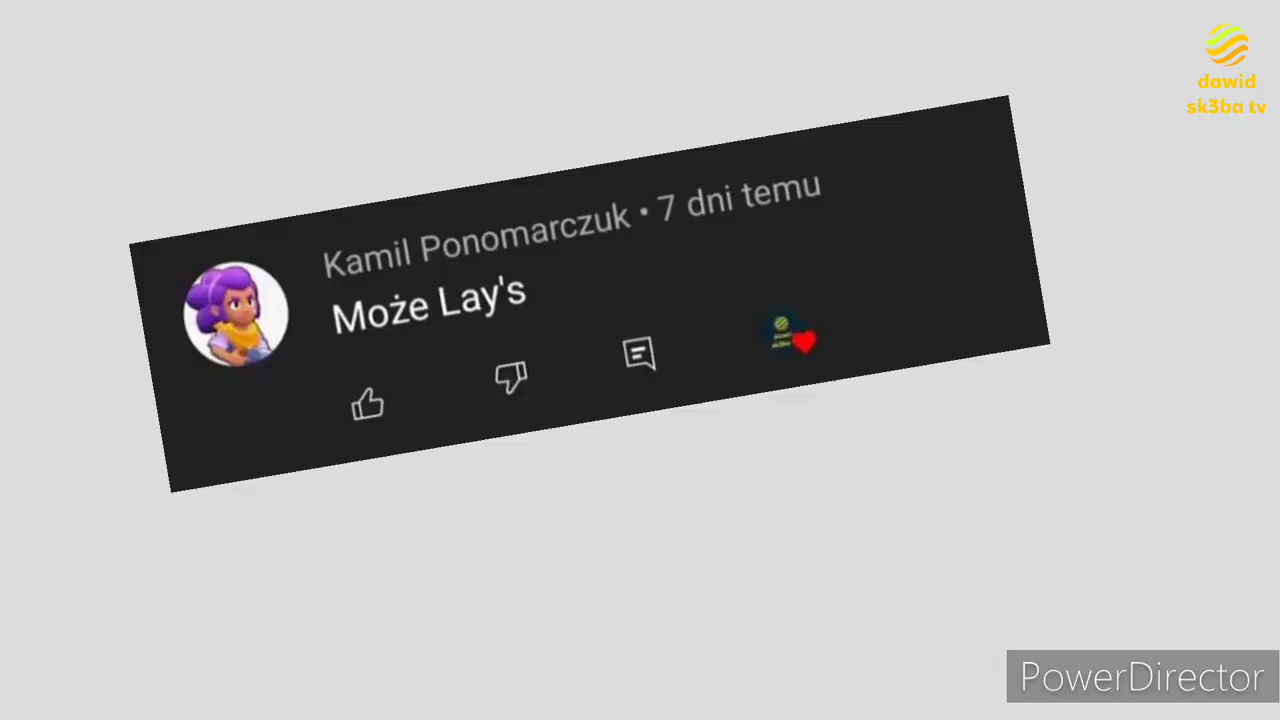 dawid
sk3ba tv
Kamil Ponomarczuk • 7 dni temu
Może Lay's
PowerDirector